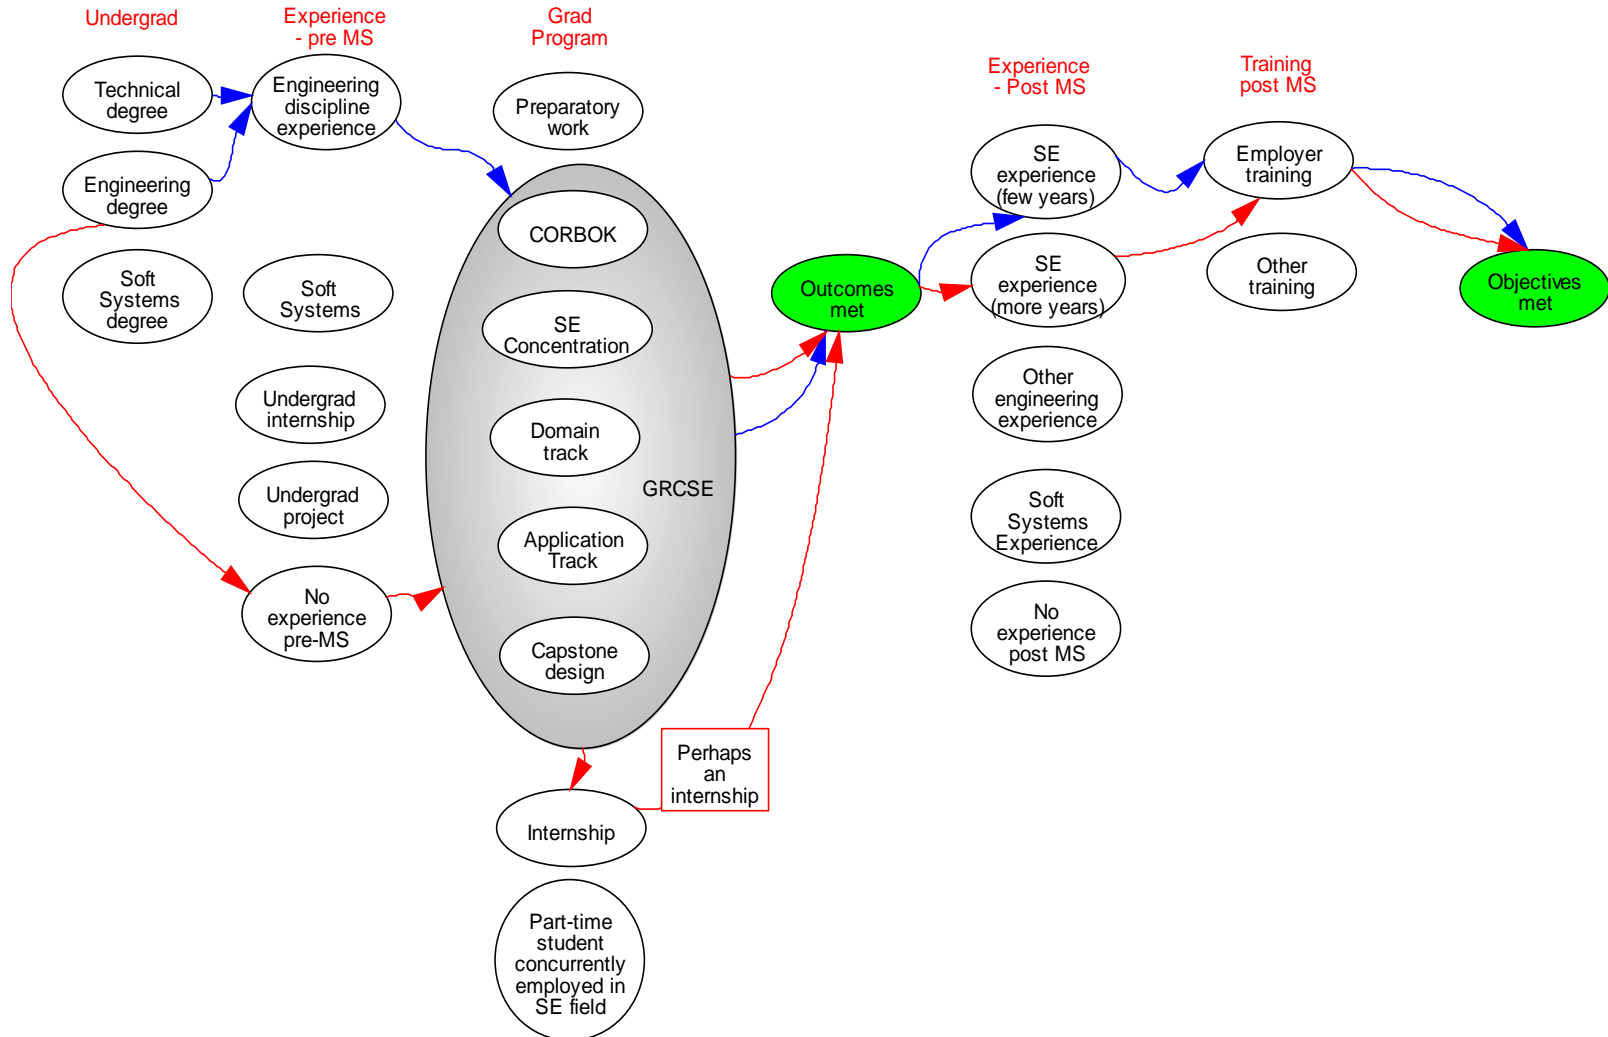 Undergrad
Experience
- pre MS
Grad
Program
Experience
- Post MS
Training
post MS
Technical
degree
Engineering
degree
Soft
Systems
degree
Engineering
discipline
experience
Soft
Systems
Undergrad
internship
Undergrad
project
No
experience
pre-MS
Preparatory
work
CORBOK
SE
Concentration
Domain
track
GRCSE
Application
Track
Capstone
design
Internship
Perhaps
an
internship
Part-time
student
concurrently
employed in
SE field
Outcomes
met
SE
experience
(few years)
SE
experience
(more years)
Other
engineering
experience
Soft
Systems
Experience
No
experience
post MS
Employer
training
Other
training
Objectives
met